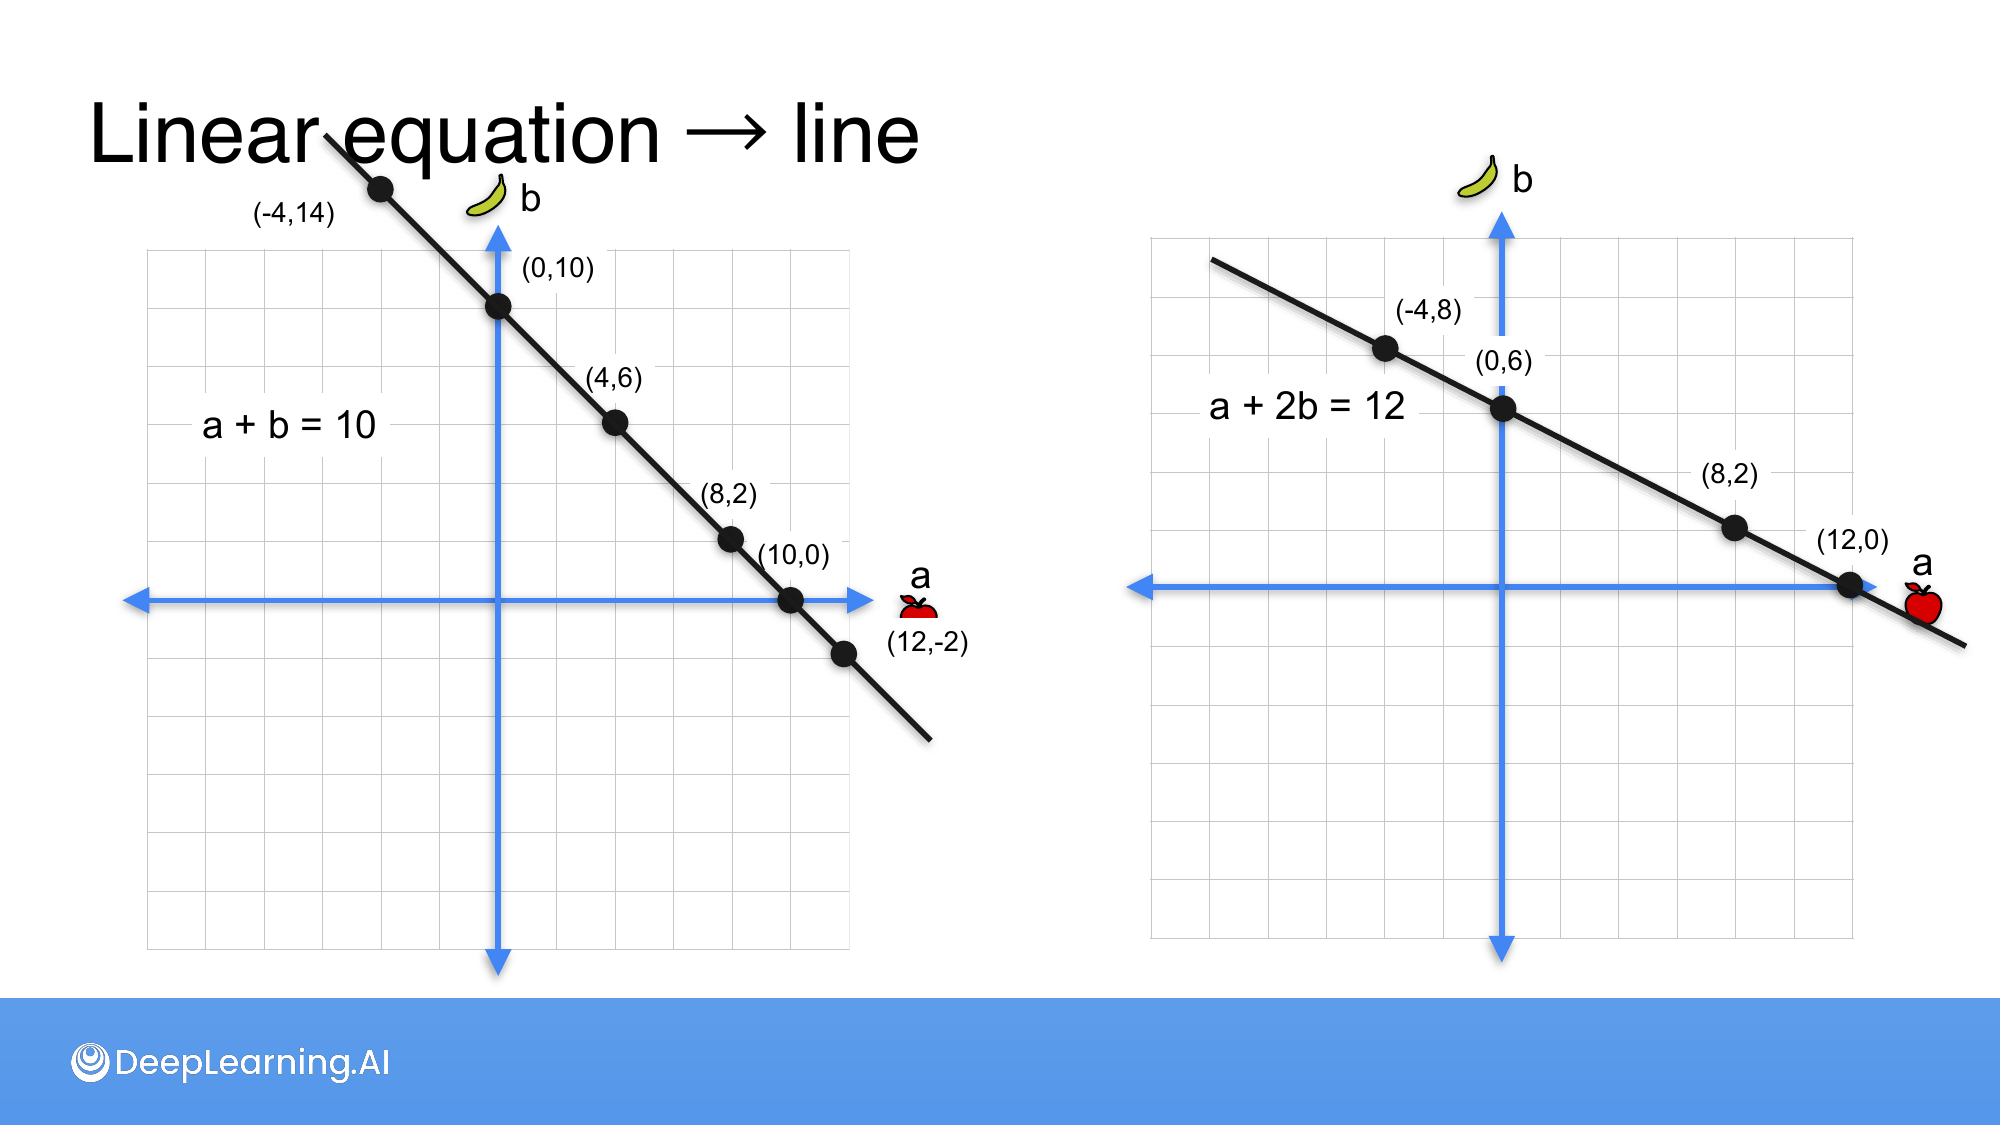 Linear equation → line
b
(-4,14)
(0,10)
(4,6)
a + b = 10
(8,2)
(10,0)
a
(12,-2)
b
(-4,8)
(0,6)
a + 2b = 12
(8,2)
(12,0)
a
DeepLearning.AI